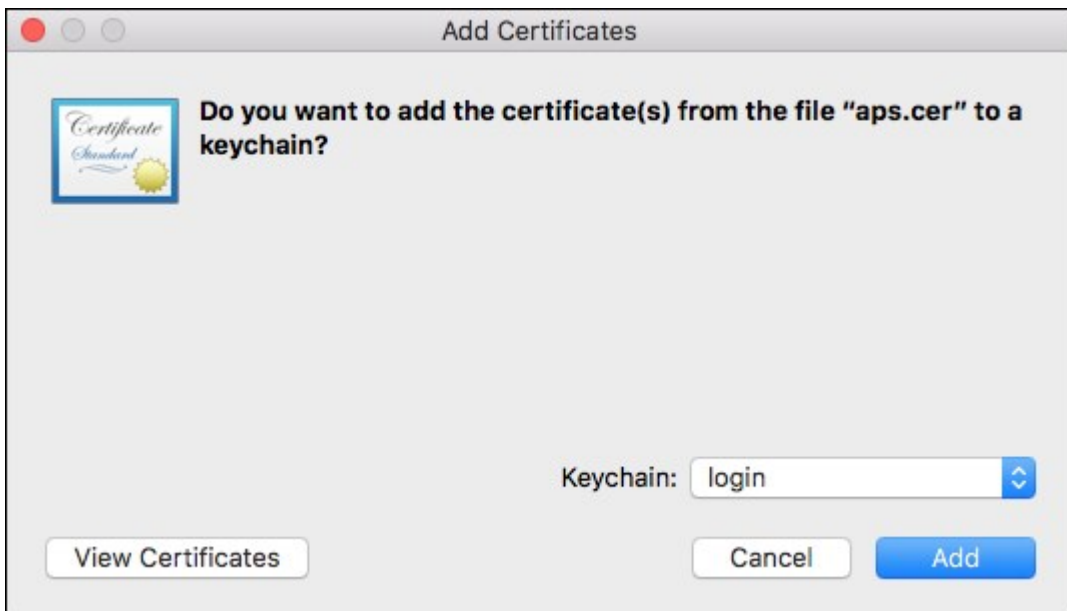 Add Certificates
Certificate
Standard
Do you want to add the certificate(s) from the file “aps.cer” to a
keychain?
Keychain: login
View Certificates Cancel Add